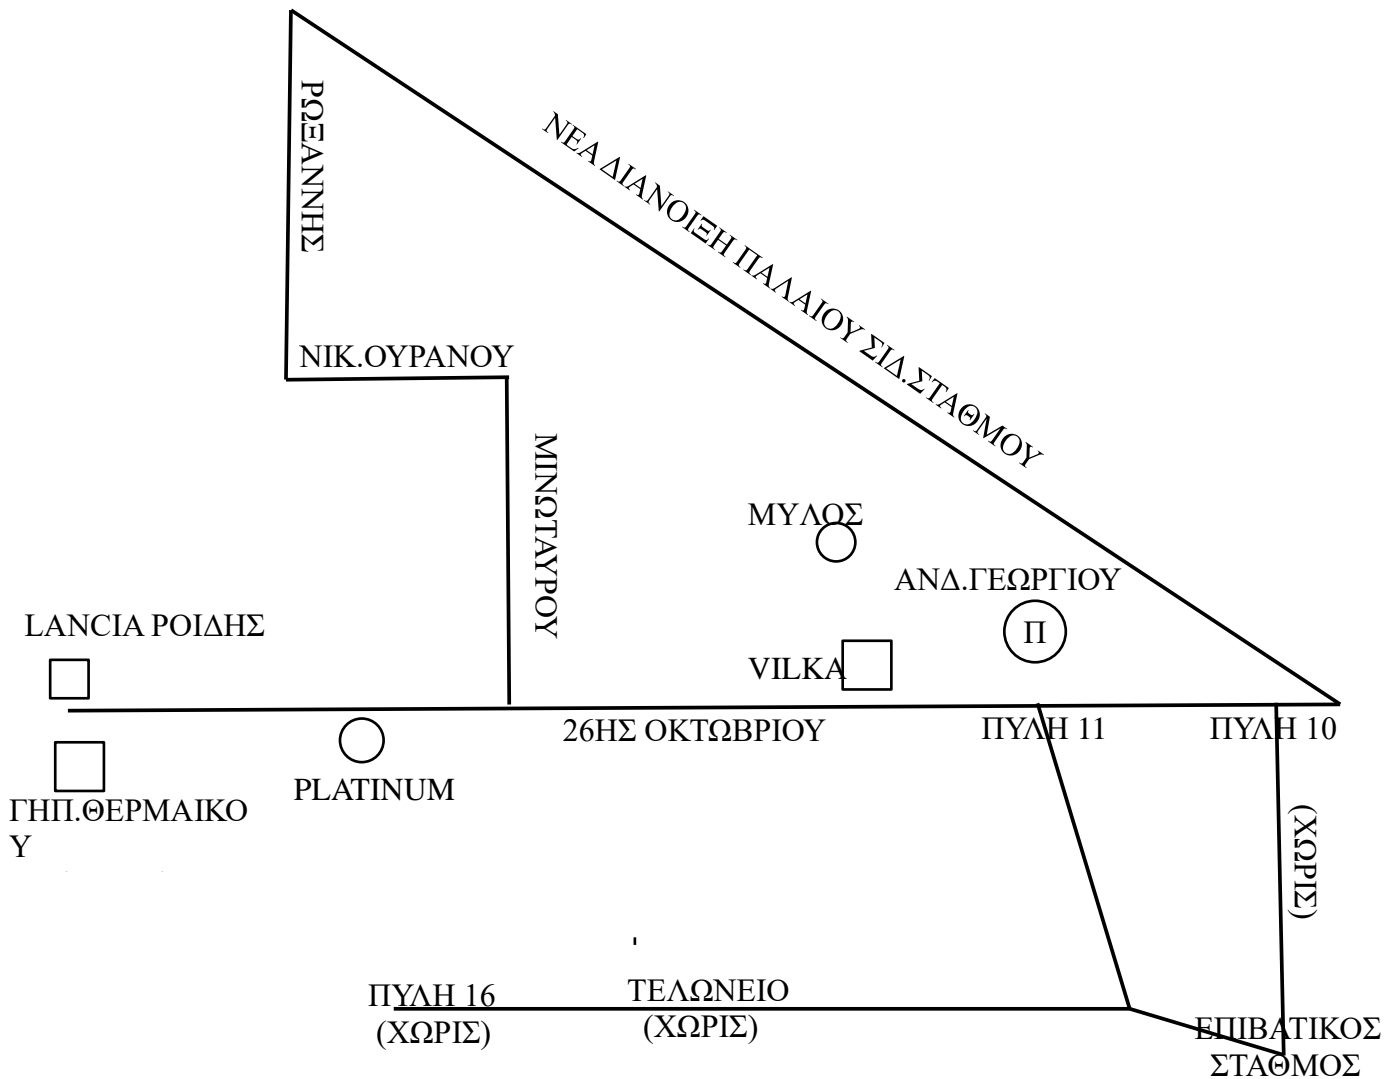 ΡΩΞΑΝΝΗΣ
ΝΕΑ ΔΙΑΝΟΙΞΗ ΠΑΛΑΙΟΥ ΣΙΔ.ΣΤΑΘΜΟΥ
ΝΙΚ.ΟΥΡΑΝΟΥ
ΜΙΝΩΤΑΥΡΟΥ
ΜΥΛΟΣ
ΑΝΔ.ΓΕΩΡΓΙΟΥ
Π
LANCIA ΡΟΙΔΗΣ
VILKA
26ΗΣ ΟΚΤΩΒΡΙΟΥ
ΠΥΛΗ 11
ΠΥΛΗ 10
PLATINUM
ΓΗΠ.ΘΕΡΜΑΙΚΟ
Υ
(ΧΩΡΙΣ)
ΠΥΛΗ 16
(ΧΩΡΙΣ)
ΤΕΛΩΝΕΙΟ
(ΧΩΡΙΣ)
ΕΠΙΒΑΤΙΚΟΣ
ΣΤΑΘΜΟΣ